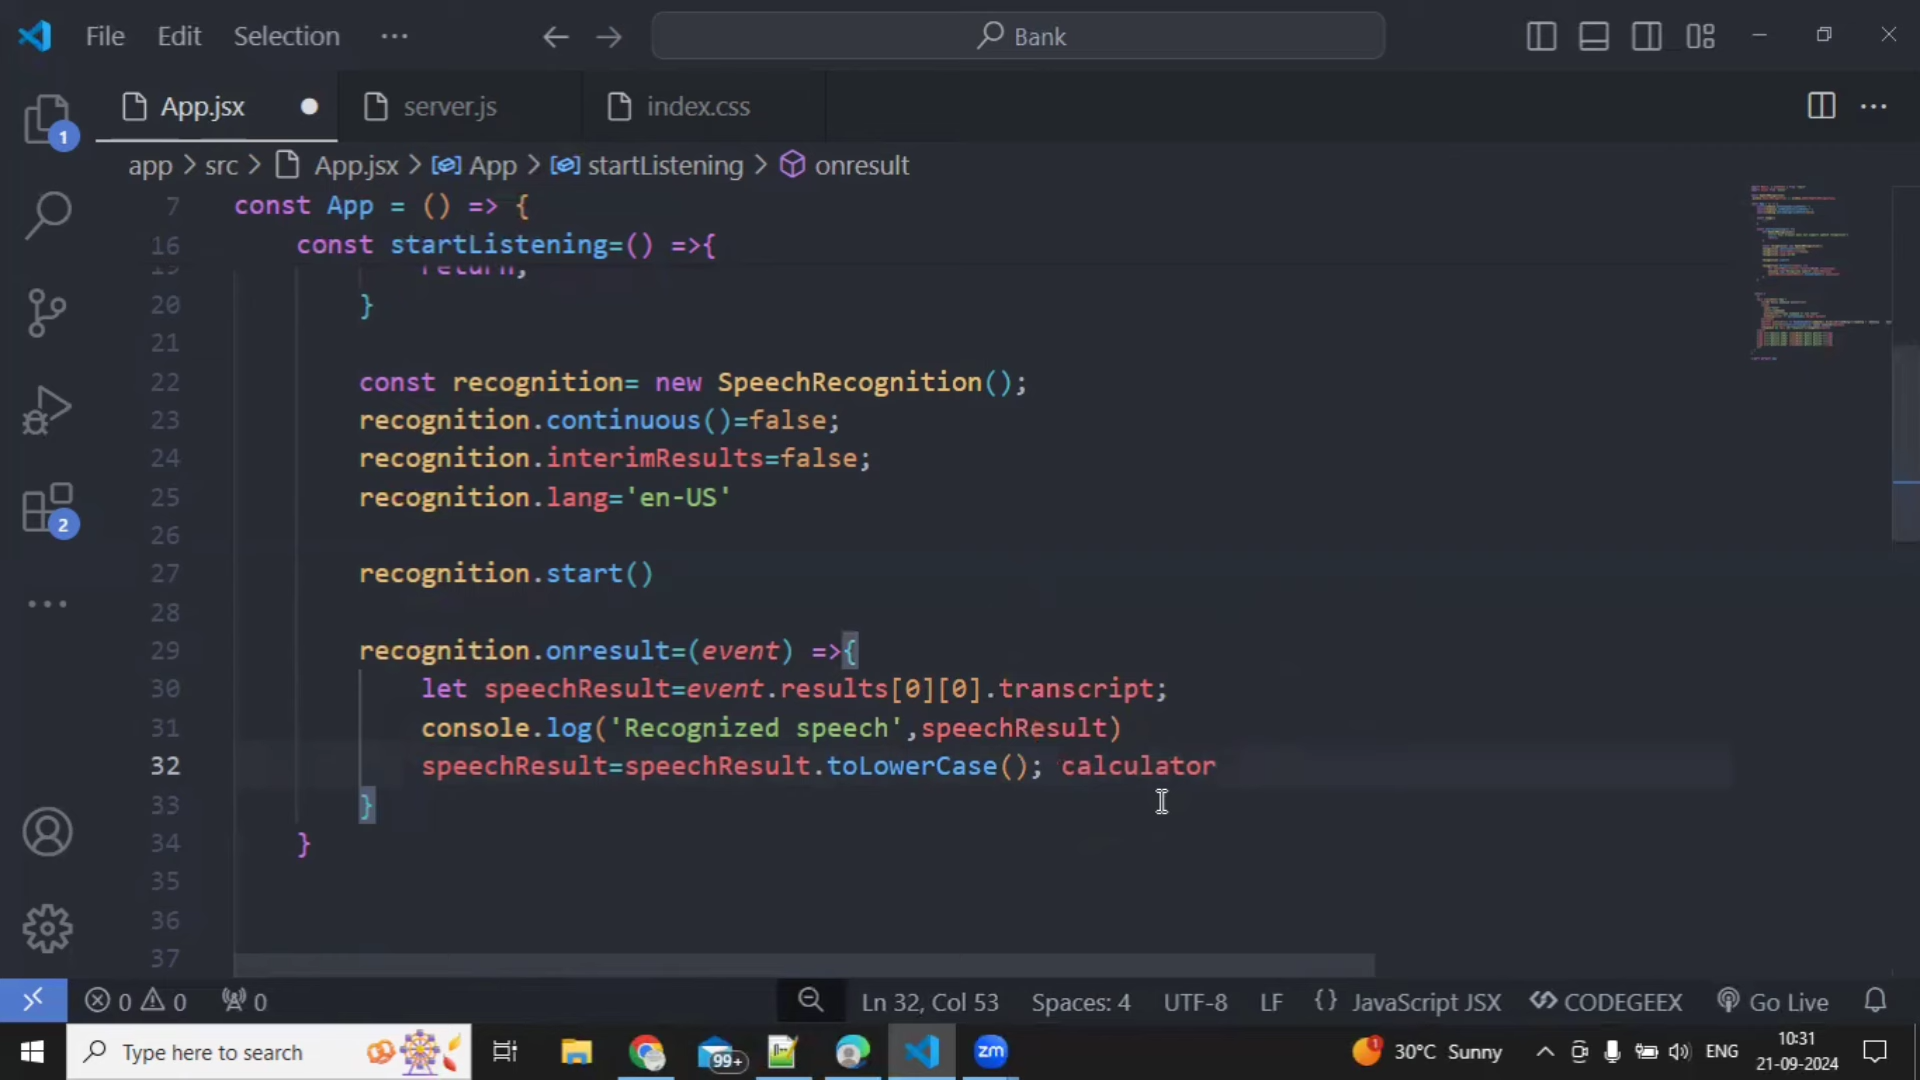 File Edit Selection ··· Bank
App.jsx server.js index.css
app > src > App.jsx > App > startListening > onresult
7 const App = () => {
16 const startListening=() =>{
19 return;
20 }
21
22 const recognition= new SpeechRecognition();
23 recognition.continuous()=false;
24 recognition.interimResults=false;
25 recognition.lang='en-US'
26
27 recognition.start()
28
29 recognition.onresult=(event) =>{
30 let speechResult=event.results[0][0].transcript;
31 console.log('Recognized speech',speechResult)
32 speechResult=speechResult.toLowerCase(); calculator
33 }
34 }
35
36
37
1
2
0 0 0 Ln 32, Col 53 Spaces: 4 UTF-8 LF {} JavaScript JSX CODEGEEX Go Live
Type here to search 99+ zm 30°C Sunny ENG 10:31
21-09-2024